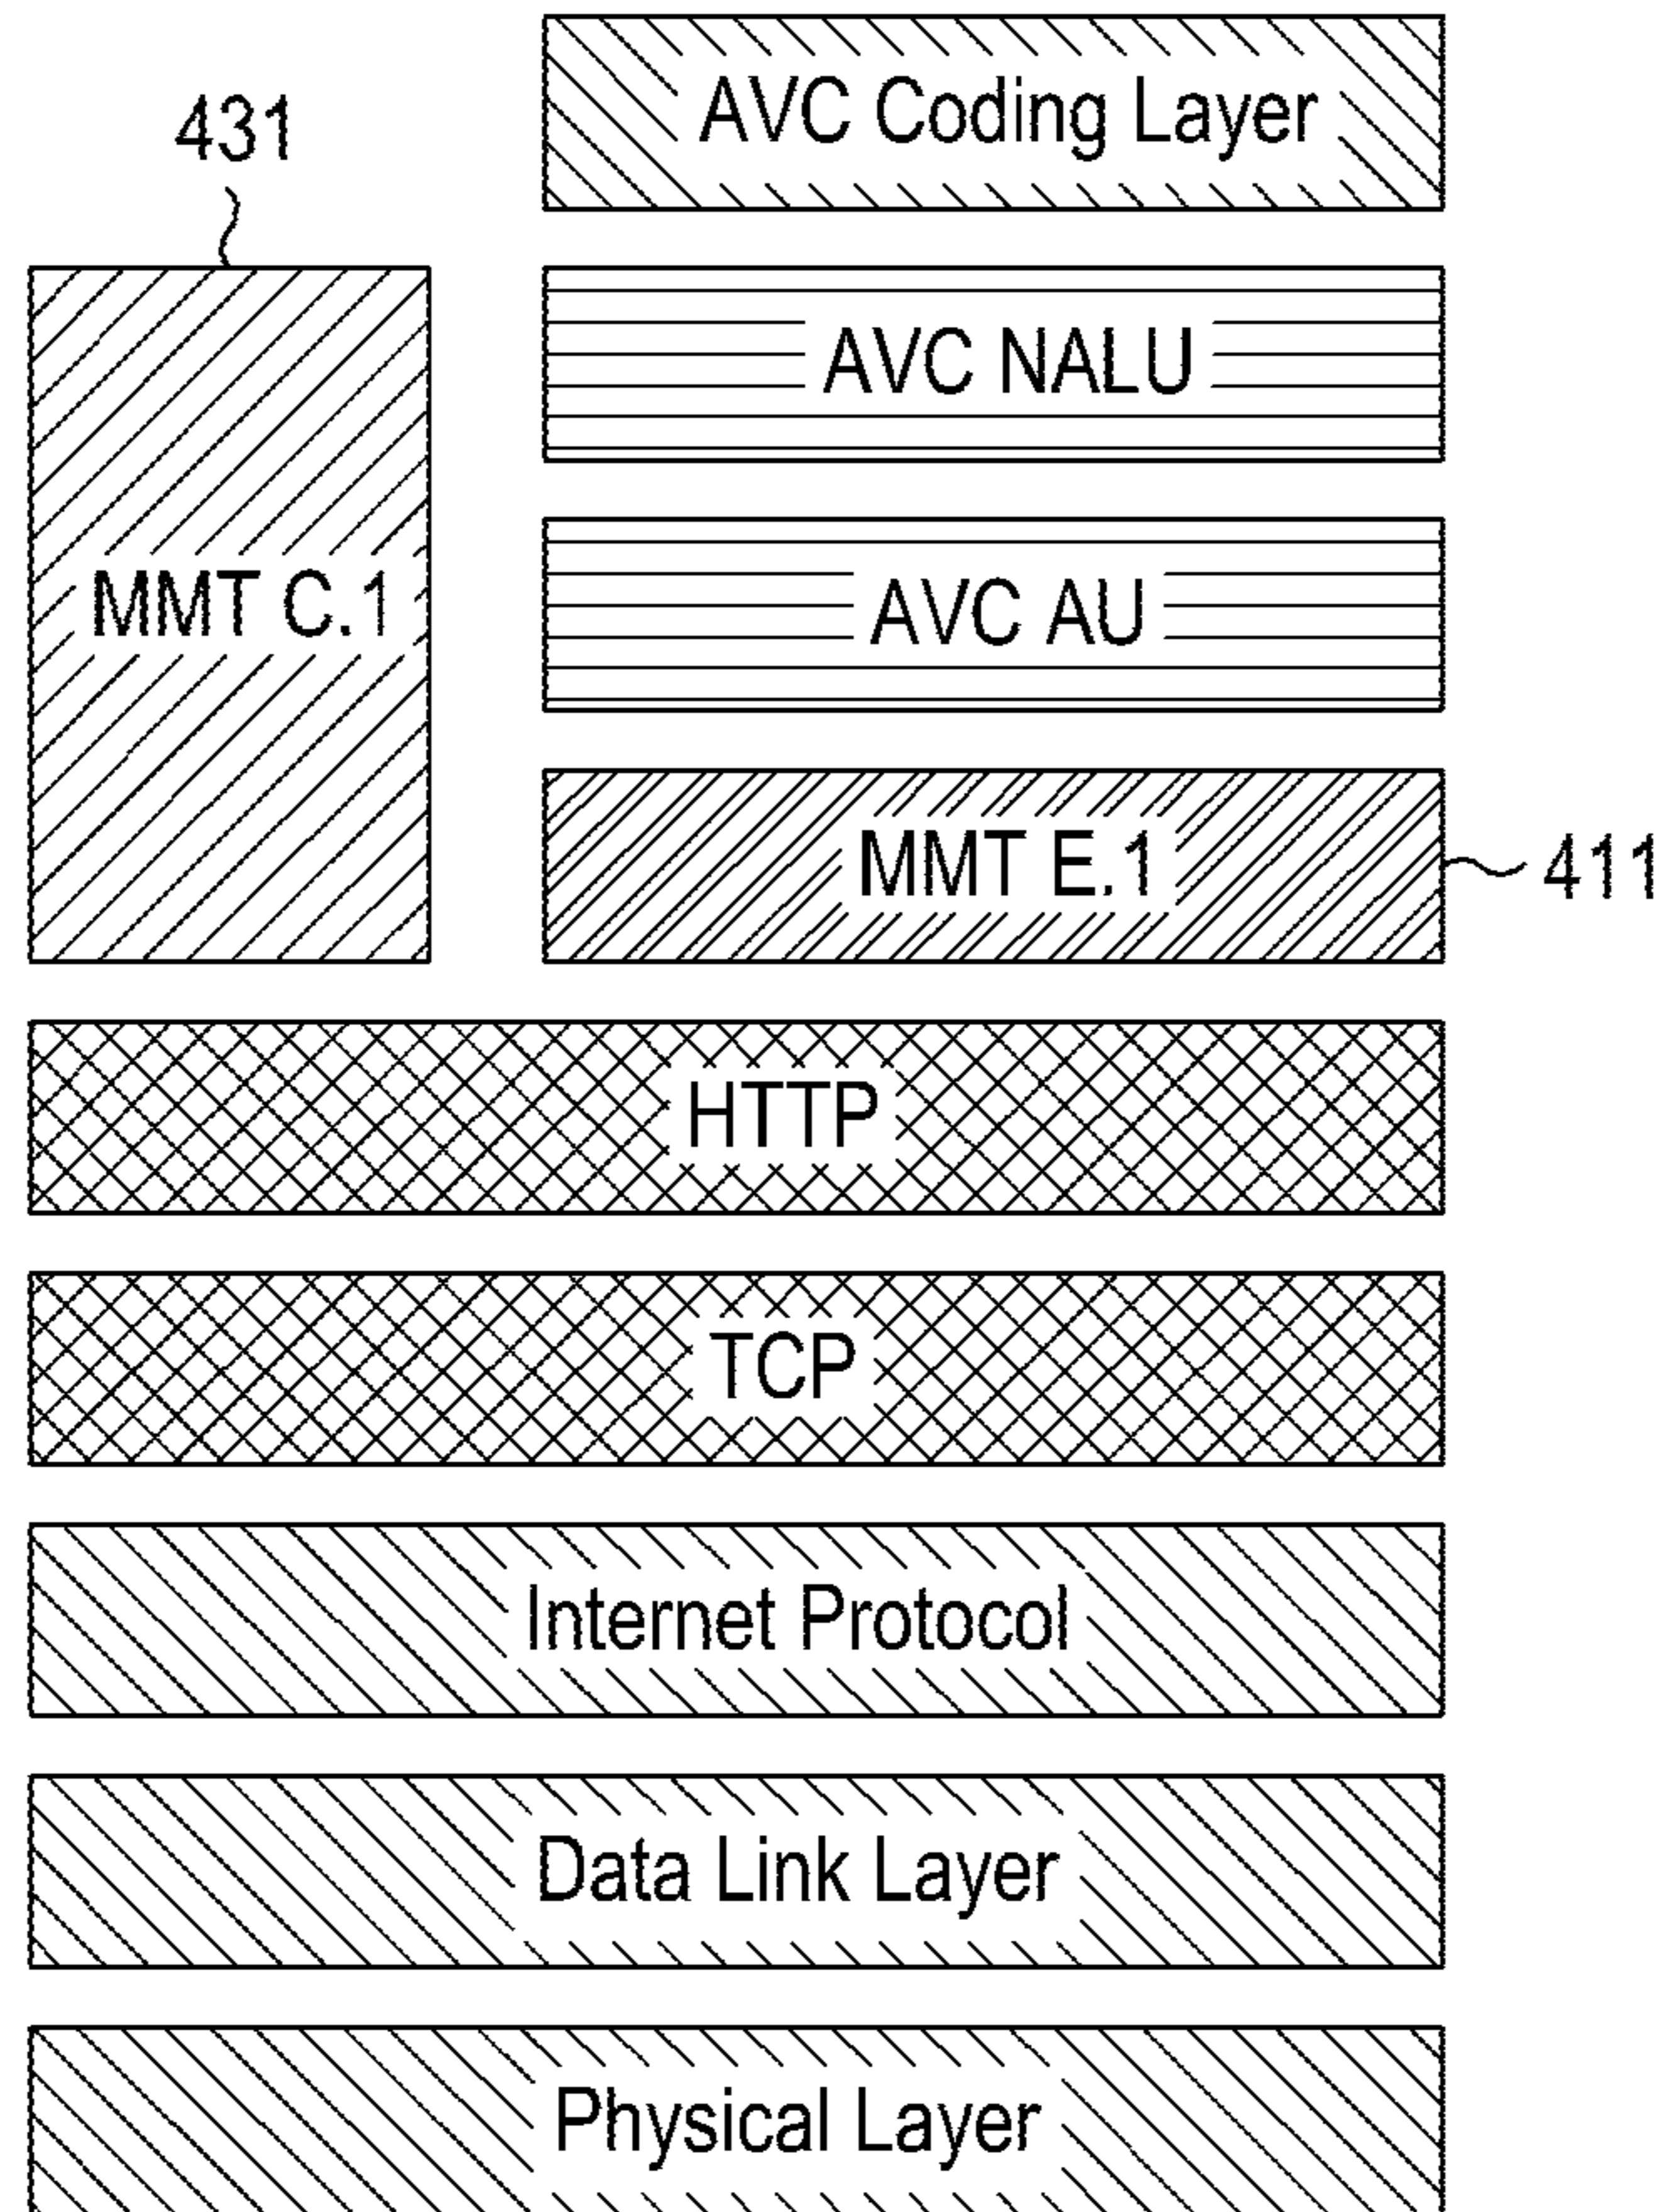 AVC Coding Layer
431
AVC NALU
MMT C.1
AVC AU
MMT E.1
411
HTTP
TCP
Internet Protocol
Data Link Layer
Physical Layer